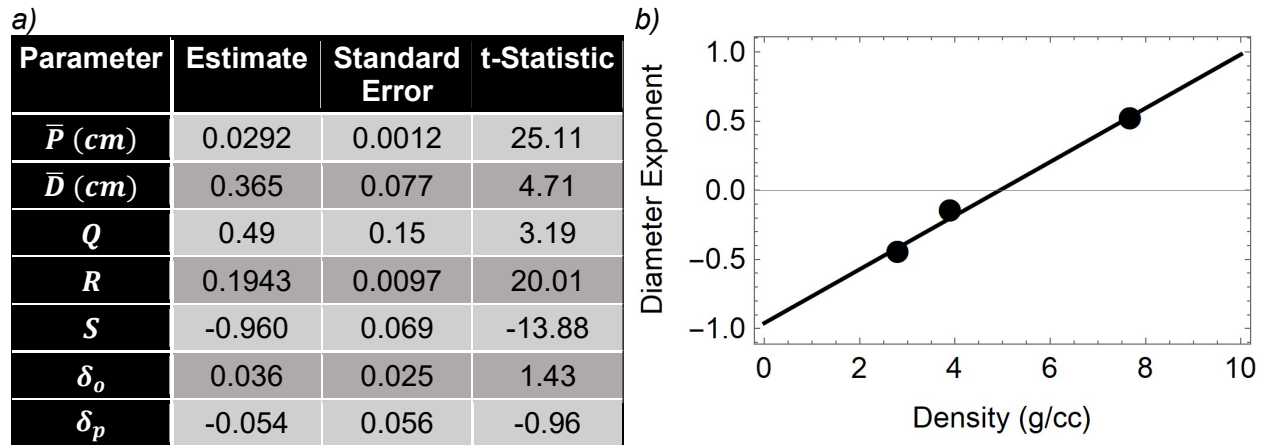 a)
Parameter Estimate Standard Error t-Statistic
P̅ (cm) 0.0292 0.0012 25.11
D̅ (cm) 0.365 0.077 4.71
Q 0.49 0.15 3.19
R 0.1943 0.0097 20.01
S -0.960 0.069 -13.88
δₒ 0.036 0.025 1.43
δₚ -0.054 0.056 -0.96
b)
Diameter Exponent
1.0
0.5
0.0
-0.5
-1.0
0 2 4 6 8 10
Density (g/cc)